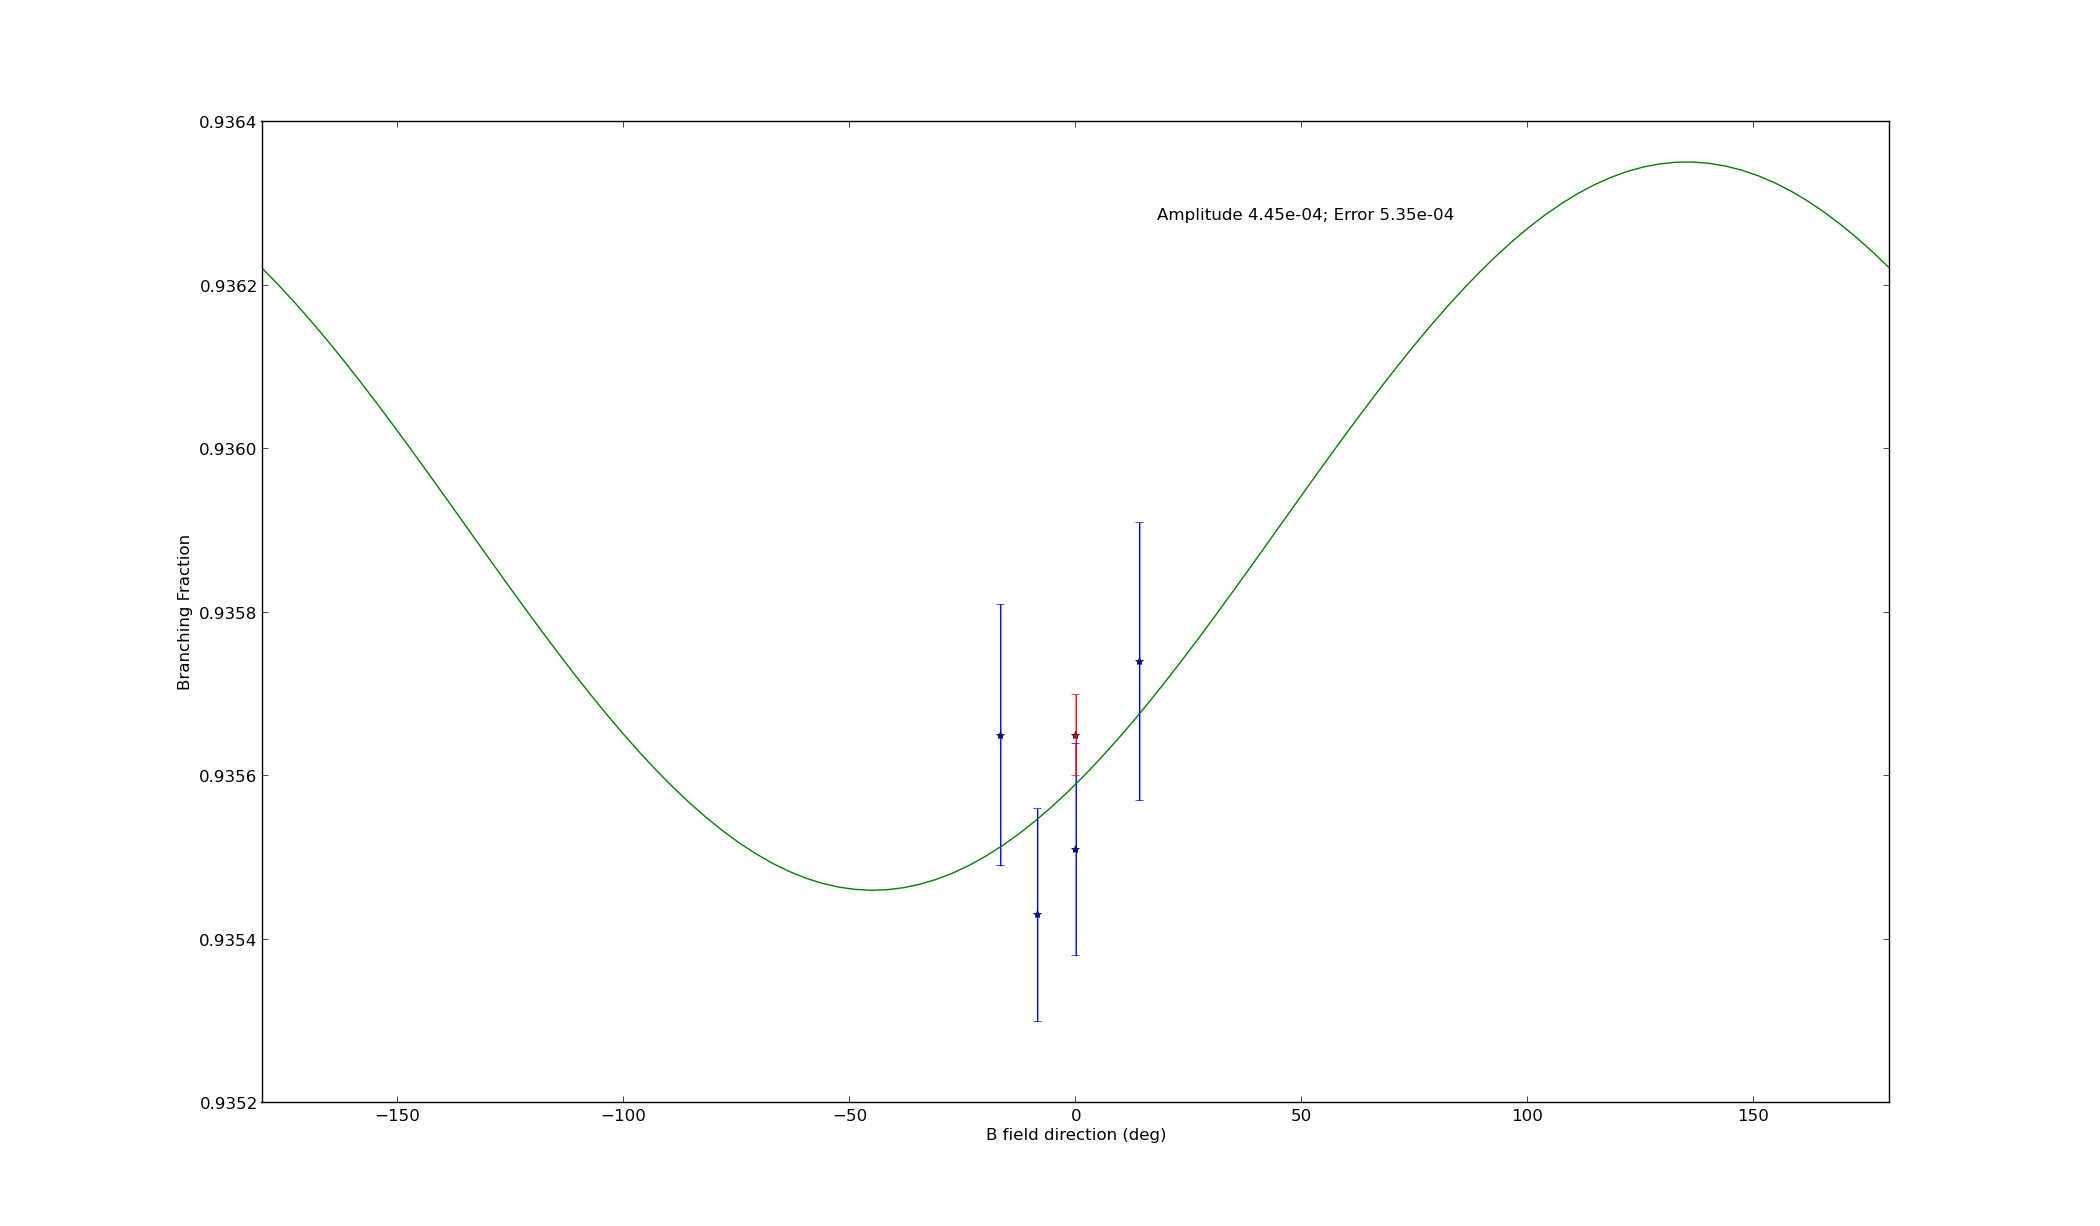 0.9364
Amplitude 4.45e-04; Error 5.35e-04
0.9362
0.9360
Branching Fraction
0.9358
0.9356
0.9354
0.9352
−150 −100 −50 0 50 100 150
B field direction (deg)